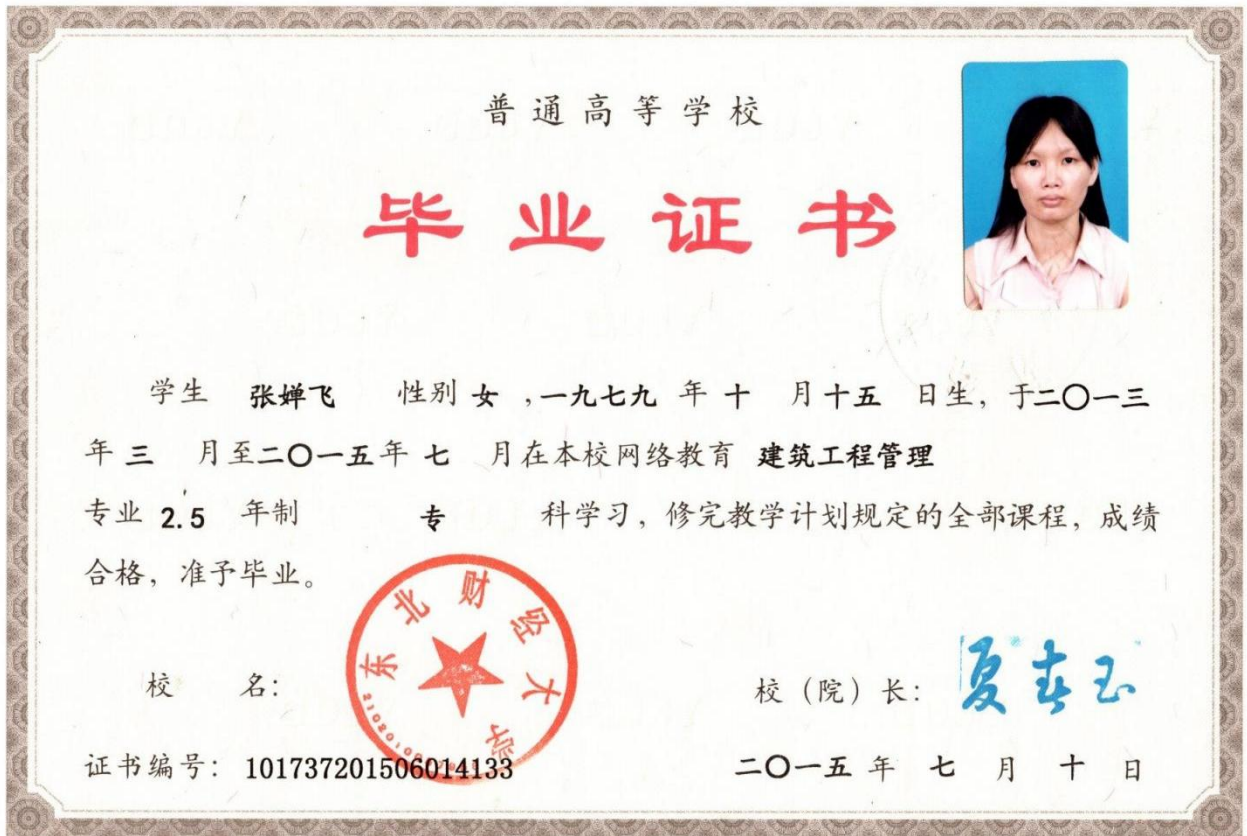 普通高等学校
毕业证书
学生 张婵飞 性别 女 ,一九七九 年 十 月 十五 日生，于二〇一三
年 三 月至二〇一五年 七 月在本校网络教育 建筑工程管理
专业 2.5 年制 专 科学习，修完教学计划规定的全部课程，成绩
合格，准予毕业。
东北财经大学
校 名：
校（院）长： 夏春玉
证书编号：101737201506014133
二〇一五 年 七 月 十 日